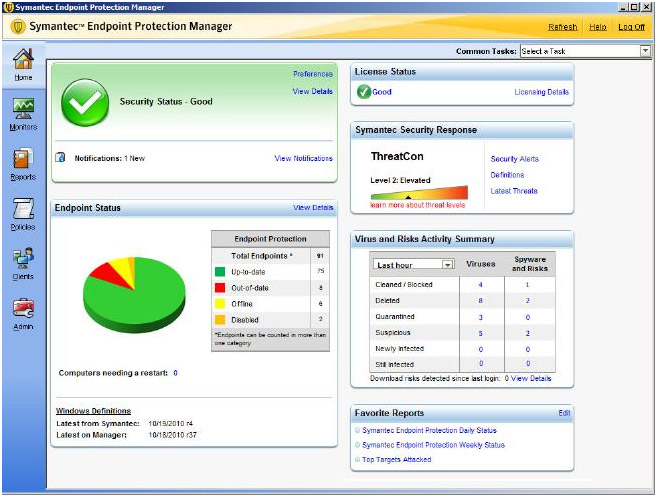 Symantec Endpoint Protection Manager
Symantec™ Endpoint Protection Manager
Refresh Help Log Off
Common Tasks: Select a Task
Home
Monitors
Reports
Policies
Clients
Admin
Preferences
Security Status - Good
View Details
Notifications: 1 New
View Notifications
Endpoint Status
View Details
Endpoint Protection
Total Endpoints * 91
Up-to-date 75
Out-of-date 8
Offline 6
Disabled 2
*Endpoints can be counted in more than
one category
Computers needing a restart: 0
Windows Definitions
Latest from Symantec: 10/19/2010 r4
Latest on Manager: 10/18/2010 r37
License Status
Good
Licensing Details
Symantec Security Response
ThreatCon
Level 2: Elevated
learn more about threat levels
Security Alerts
Definitions
Latest Threats
Virus and Risks Activity Summary
Last hour Viruses Spyware and Risks
Cleaned / Blocked 4 1
Deleted 8 2
Quarantined 3 0
Suspicious 5 2
Newly Infected 0 0
Still Infected 0 0
Download risks detected since last login: 0 View Details
Favorite Reports
Edit
Symantec Endpoint Protection Daily Status
Symantec Endpoint Protection Weekly Status
Top Targets Attacked